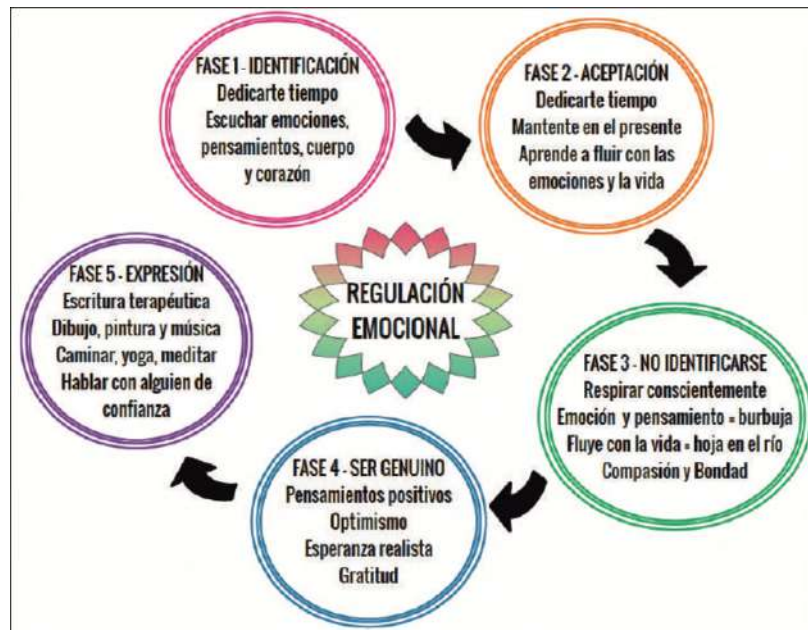 FASE 1 - IDENTIFICACIÓN
Dedicarte tiempo
Escuchar emociones,
pensamientos, cuerpo
y corazón
FASE 2 - ACEPTACIÓN
Dedicarte tiempo
Mantente en el presente
Aprende a fluir con las
emociones y la vida
FASE 3 - NO IDENTIFICARSE
Respirar conscientemente
Emoción y pensamiento = burbuja
Fluye con la vida = hoja en el río
Compasión y Bondad
FASE 4 - SER GENUINO
Pensamientos positivos
Optimismo
Esperanza realista
Gratitud
FASE 5 - EXPRESIÓN
Escritura terapéutica
Dibujo, pintura y música
Caminar, yoga, meditar
Hablar con alguien de
confianza
REGULACIÓN
EMOCIONAL